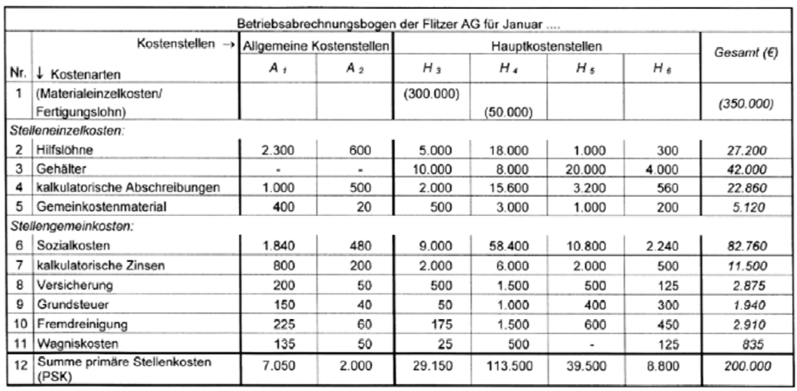 Betriebsabrechnungsbogen der Flitzer AG für Januar ....
Kostenstellen → Allgemeine Kostenstellen Hauptkostenstellen Gesamt (€)
Nr. ↓ Kostenarten A 1 A 2 H 3 H 4 H 5 H 6
1 (Materialeinzelkosten/ (300.000)
Fertigungslohn) (50.000) (350.000)
Stelleneinzelkosten:
2 Hilfslöhne 2.300 600 5.000 18.000 1.000 300 27.200
3 Gehälter - - 10.000 8.000 20.000 4.000 42.000
4 kalkulatorische Abschreibungen 1.000 500 2.000 15.600 3.200 560 22.860
5 Gemeinkostenmaterial 400 20 500 3.000 1.000 200 5.120
Stellengemeinkosten:
6 Sozialkosten 1.840 480 9.000 58.400 10.800 2.240 82.760
7 kalkulatorische Zinsen 800 200 2.000 6.000 2.000 500 11.500
8 Versicherung 200 50 500 1.500 500 125 2.875
9 Grundsteuer 150 40 50 1.000 400 300 1.940
10 Fremdreinigung 225 60 175 1.500 600 450 2.910
11 Wagniskosten 135 50 25 500 - 125 835
12 Summe primäre Stellenkosten 7.050 2.000 29.150 113.500 39.500 8.800 200.000
(PSK)